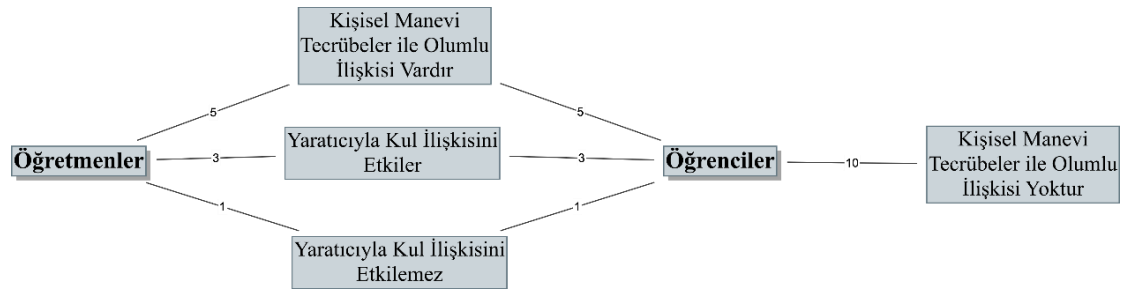 Kişisel Manevi
Tecrübeler ile Olumlu
İlişkisi Vardır
5
5
Öğretmenler
3
Yaratıcıyla Kul İlişkisini
Etkiler
3
Öğrenciler
10
Kişisel Manevi
Tecrübeler ile Olumlu
İlişkisi Yoktur
1
1
Yaratıcıyla Kul İlişkisini
Etkilemez